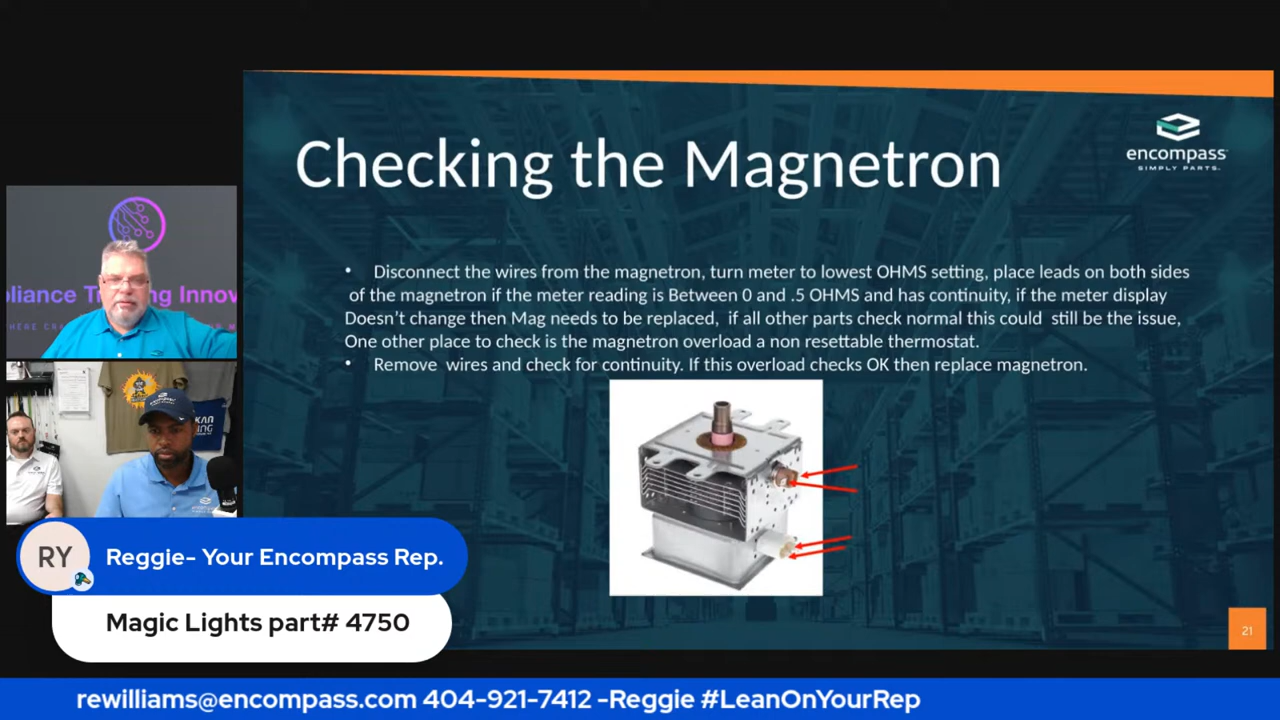 Checking the Magnetron
encompass
SIMPLY PARTS.
• Disconnect the wires from the magnetron, turn meter to lowest OHMS setting, place leads on both sides
of the magnetron if the meter reading is Between 0 and .5 OHMS and has continuity, if the meter display
Doesn't change then Mag needs to be replaced, if all other parts check normal this could still be the issue,
One other place to check is the magnetron overload a non resettable thermostat.
• Remove wires and check for continuity. If this overload checks OK then replace magnetron.
21
RY
Reggie- Your Encompass Rep.
Magic Lights part# 4750
rewilliams@encompass.com 404-921-7412 -Reggie #LeanOnYourRep